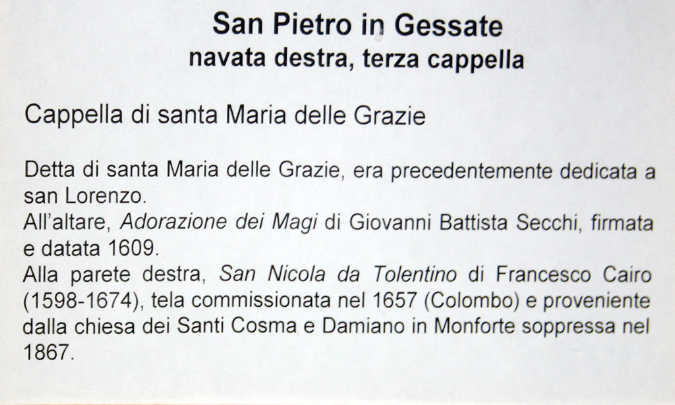 San Pietro in Gessate
navata destra, terza cappella
Cappella di santa Maria delle Grazie
Detta di santa Maria delle Grazie, era precedentemente dedicata a
san Lorenzo.
All'altare, Adorazione dei Magi di Giovanni Battista Secchi, firmata
e datata 1609.
Alla parete destra, San Nicola da Tolentino di Francesco Cairo
(1598-1674), tela commissionata nel 1657 (Colombo) e proveniente
dalla chiesa dei Santi Cosma e Damiano in Monforte soppressa nel
1867.